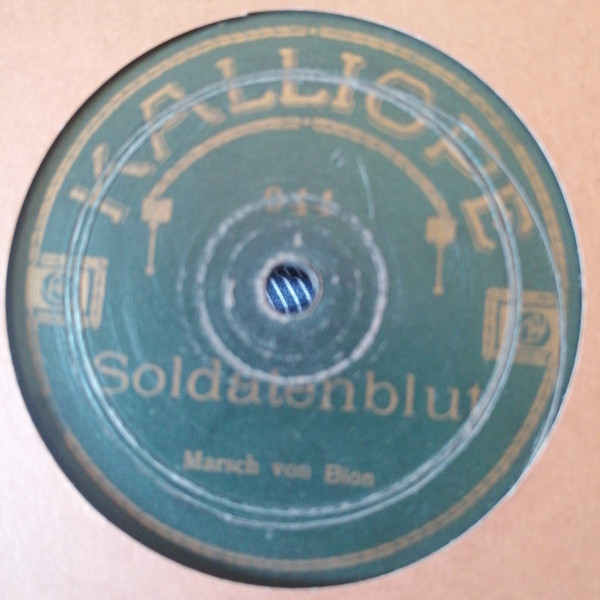 KALLIOPE
Soldatenblut
Marsch von Bion